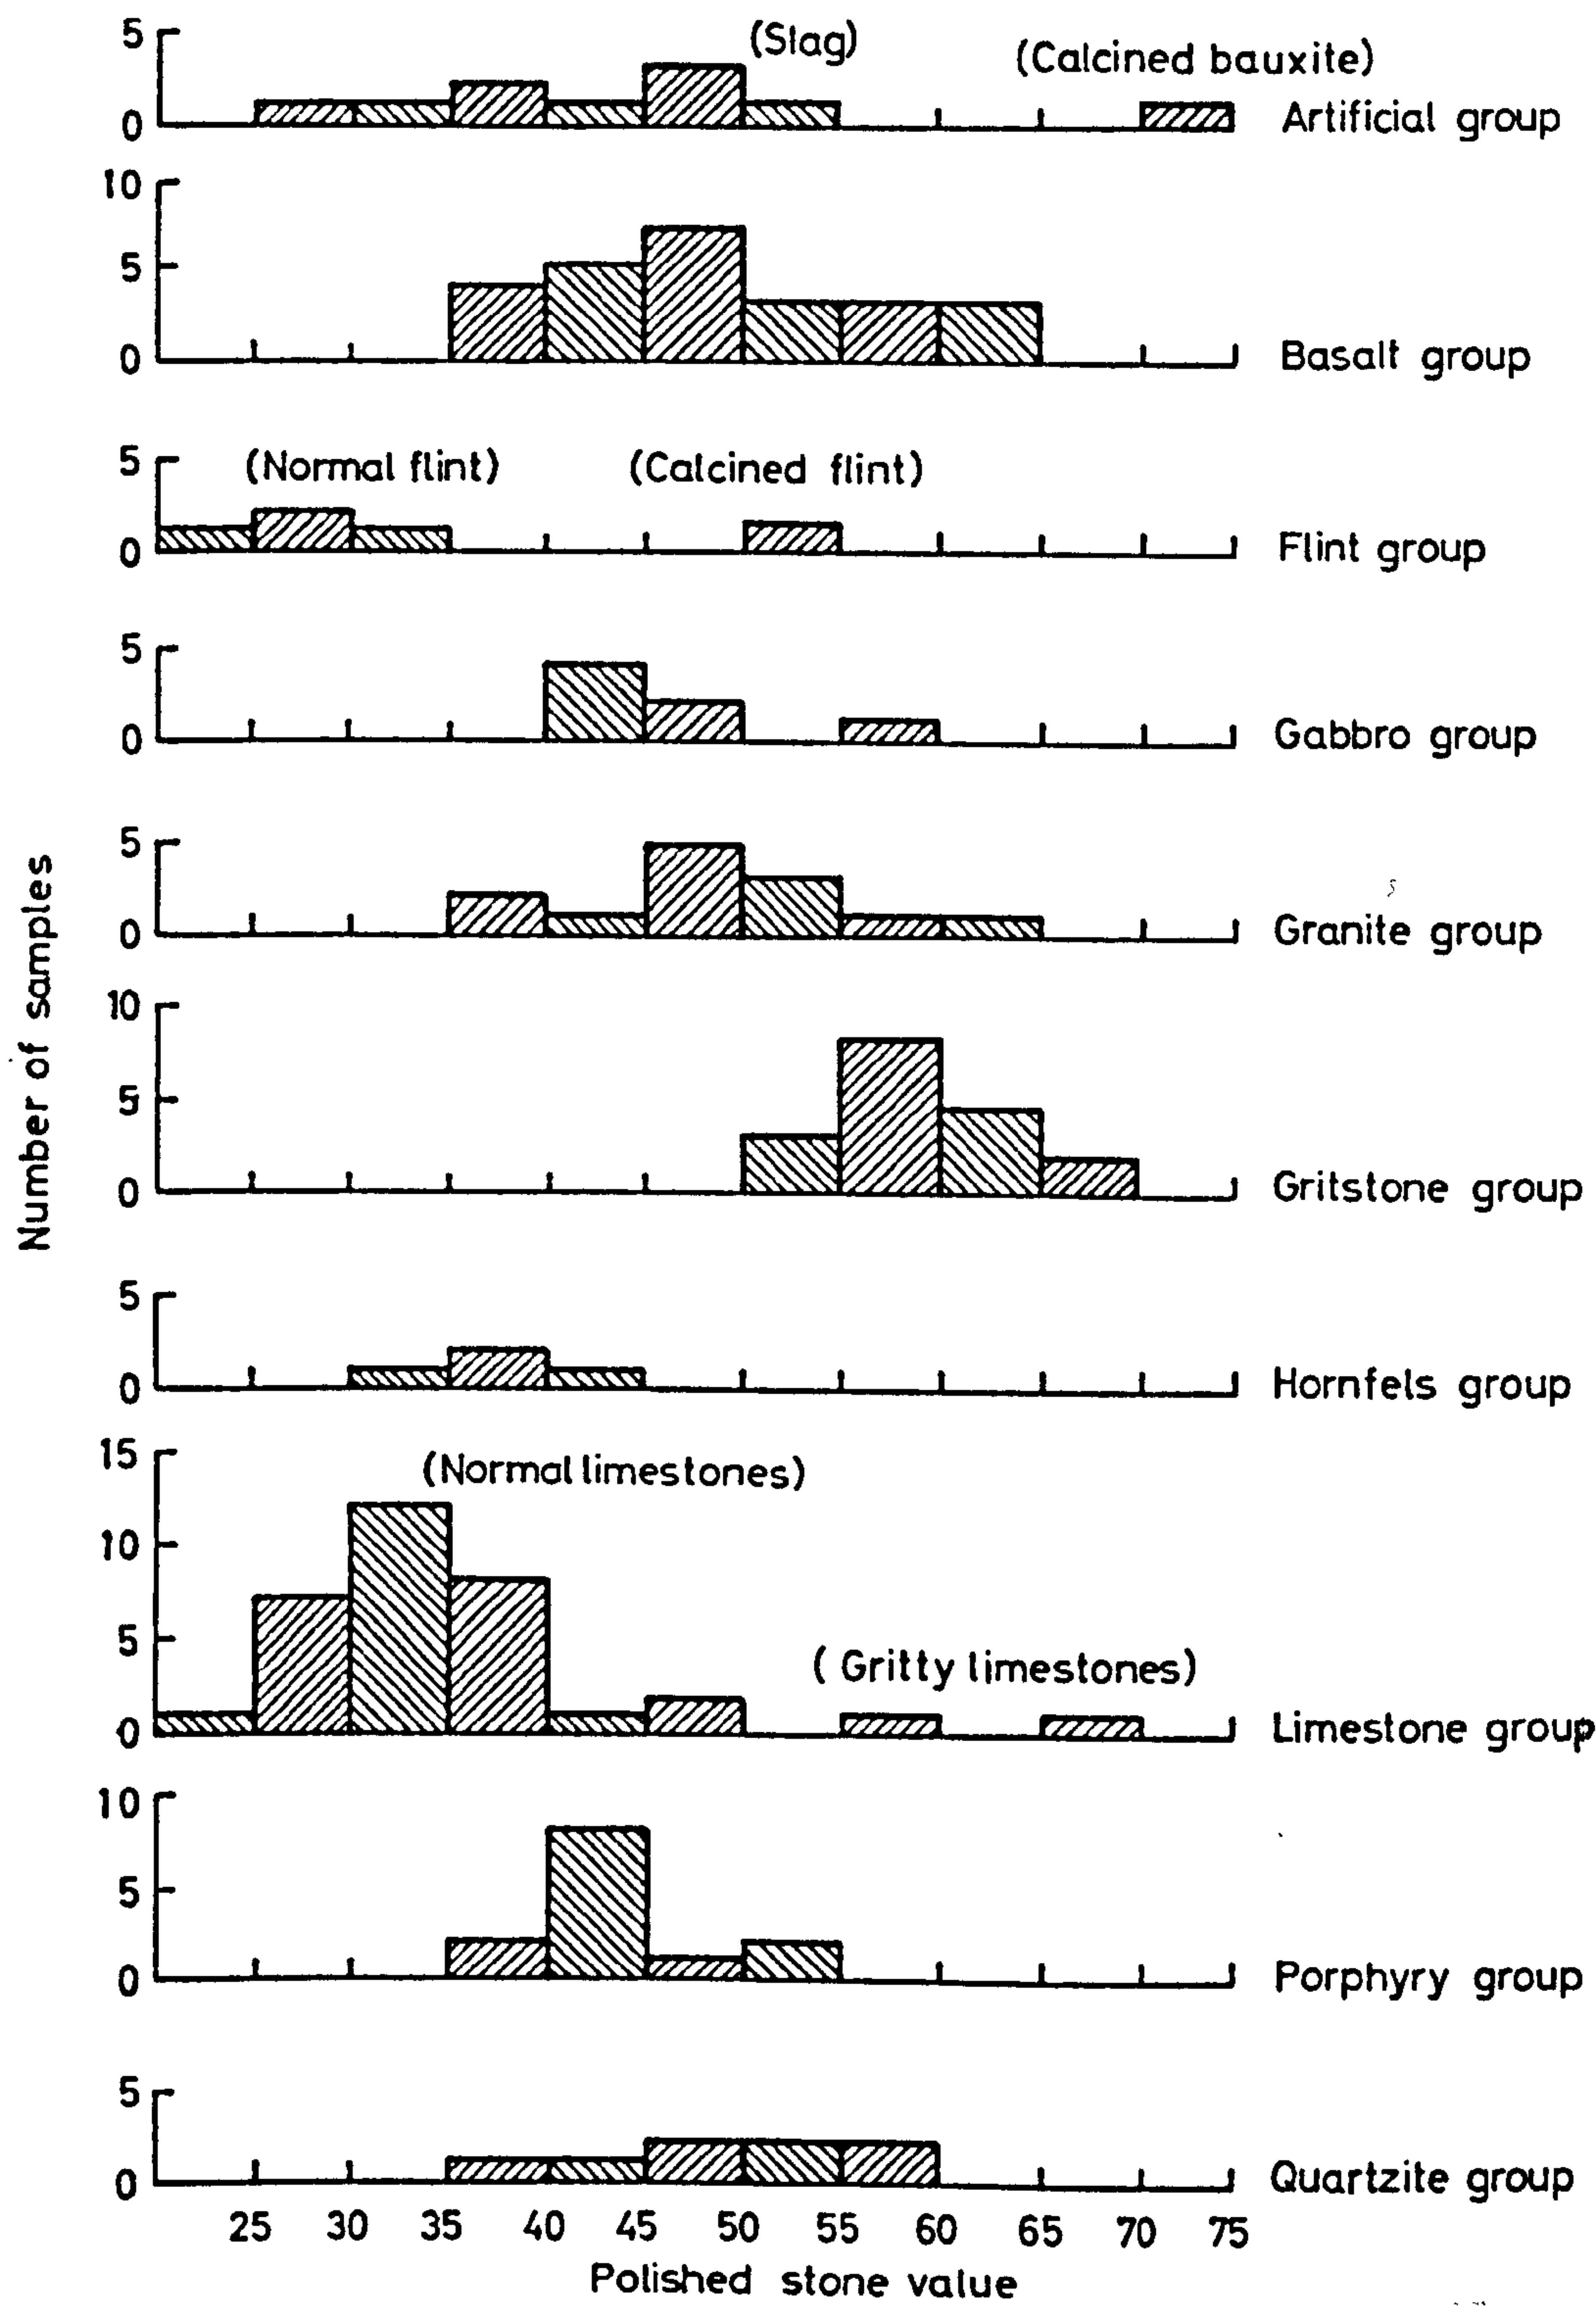 5
(Slag)
(Calcined bauxite)
0
Artificial group
10
5
0
Basalt group
5
(Normal flint)
(Calcined flint)
0
Flint group
5
0
Gabbro group
5
0
Granite group
10
5
0
Gritstone group
5
0
Hornfels group
15
(Normal limestones)
10
5
( Gritty limestones)
0
Limestone group
10
5
0
Porphyry group
5
0
Quartzite group
25 30 35 40 45 50 55 60 65 70 75
Polished stone value
Number of samples